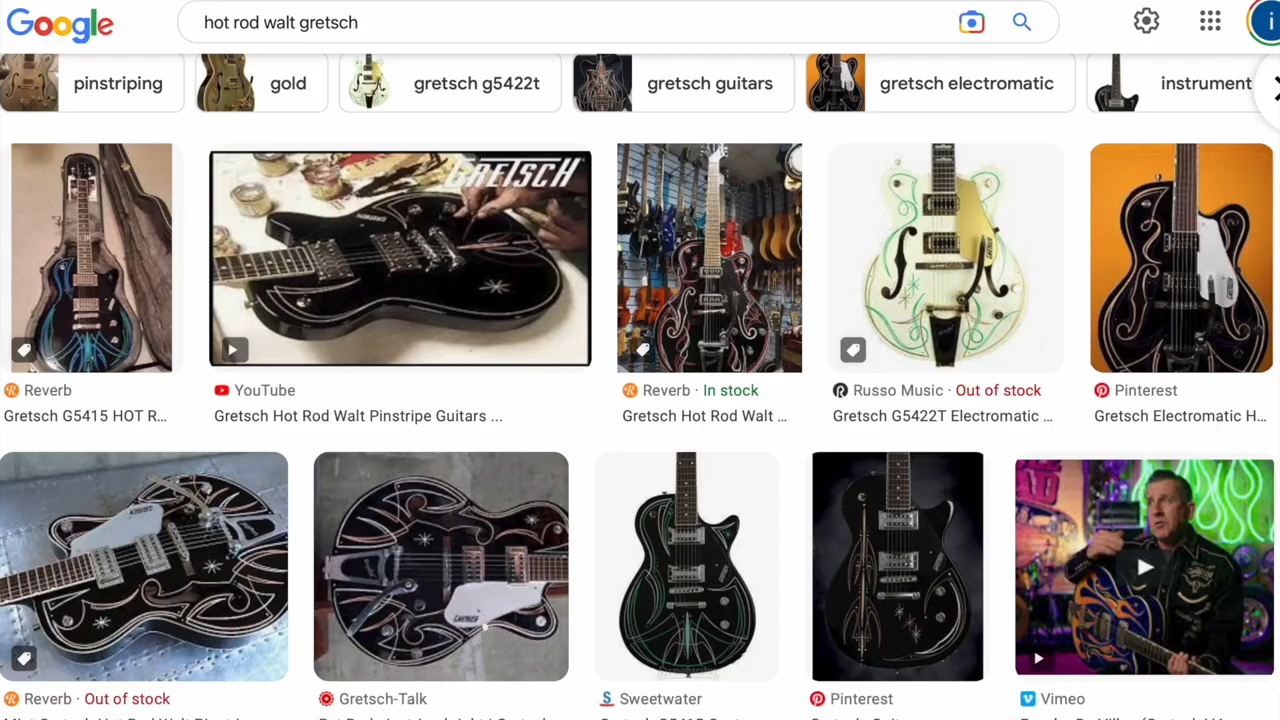 Google
hot rod walt gretsch
i
pinstriping
gold
gretsch g5422t
gretsch guitars
gretsch electromatic
instrument
GRETSCH
Reverb
YouTube
Reverb · In stock
Russo Music · Out of stock
Pinterest
Gretsch G5415 HOT R...
Gretsch Hot Rod Walt Pinstripe Guitars ...
Gretsch Hot Rod Walt ...
Gretsch G5422T Electromatic ...
Gretsch Electromatic H...
Reverb · Out of stock
Gretsch-Talk
Sweetwater
Pinterest
Vimeo